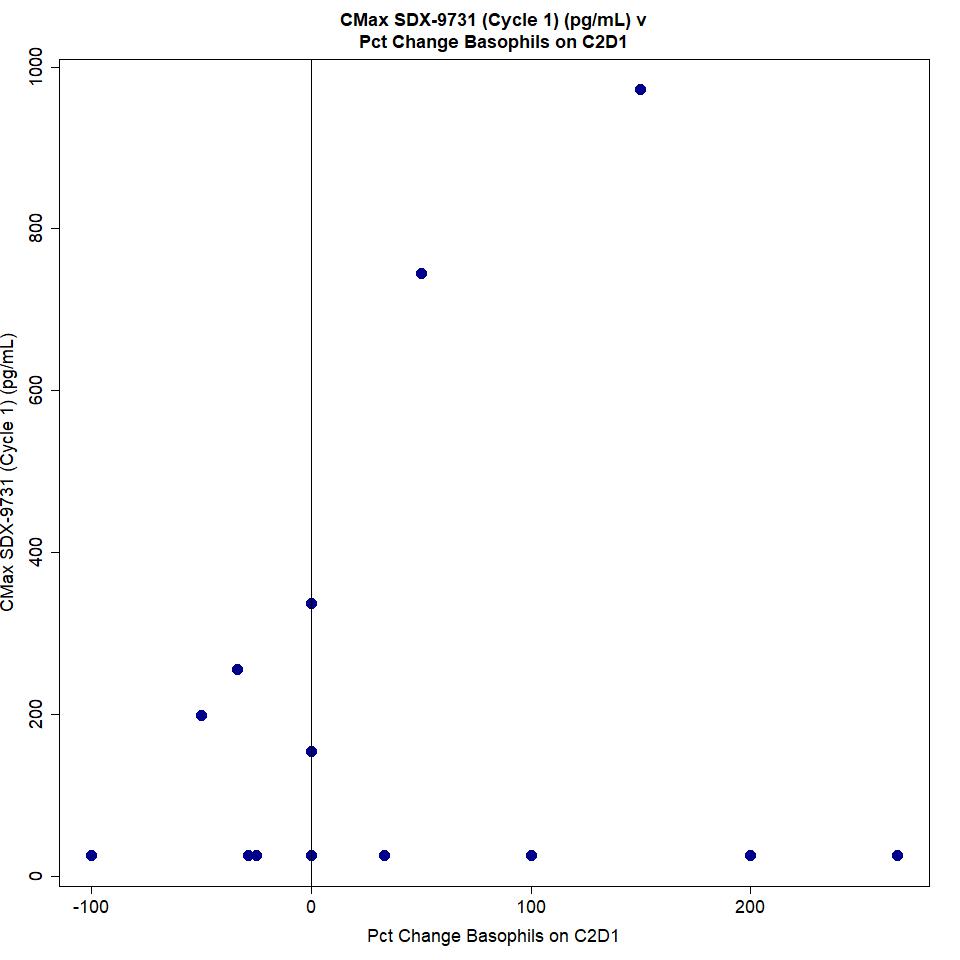 CMax SDX-9731 (Cycle 1) (pg/mL) v
Pct Change Basophils on C2D1
CMax SDX-9731 (Cycle 1) (pg/mL)
1000
800
600
400
200
0
-100
0
100
200
Pct Change Basophils on C2D1